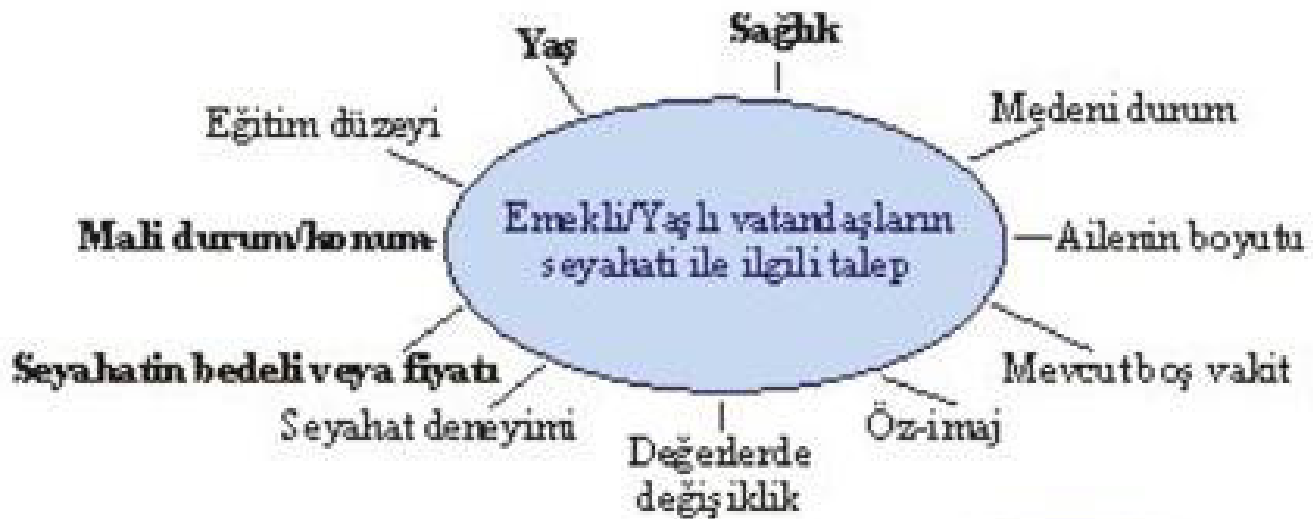 Yaş
Sağlık
Eğitim düzeyi
Medeni durum
Emekli/Yaşlı vatandaşların
seyahati ile ilgili talep
Mali durum/konum
Ailenin boyutu
Seyahatin bedeli veya fiyatı
Mevcut boş vakit
Seyahat deneyimi
Öz-imaj
Değerlerde
değişiklik